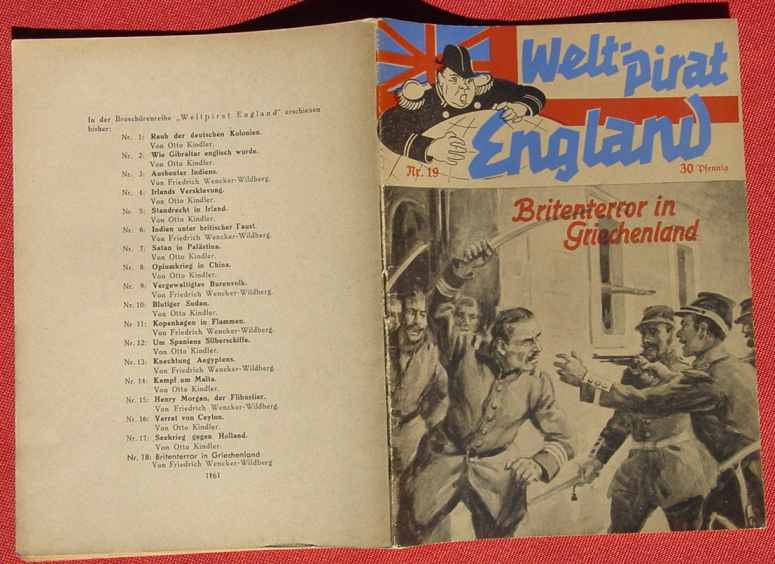 In der Broschürenreihe „Weltpirat England" erschienen
bisher:
Nr. 1: Raub der deutschen Kolonien.
Von Otto Kindler.
Nr. 2: Wie Gibraltar englisch wurde.
Von Otto Kindler.
Nr. 3: Ausbeuter Indiens.
Von Friedrich Wencker-Wildberg.
Nr. 4: Irlands Versklavung.
Von Otto Kindler.
Nr. 5: Standrecht in Irland.
Von Otto Kindler.
Nr. 6: Indien unter britischer Faust.
Von Friedrich Wencker-Wildberg.
Nr. 7: Satan in Palästina.
Von Otto Kindler.
Nr. 8: Opiumkrieg in China.
Von Otto Kindler.
Nr. 9: Vergewaltigtes Burenvolk.
Von Friedrich Wencker-Wildberg.
Nr. 10: Blutiger Sudan.
Von Otto Kindler.
Nr. 11: Kopenhagen in Flammen.
Von Friedrich Wencker-Wildberg.
Nr. 12: Um Spaniens Silberschiffe.
Von Otto Kindler.
Nr. 13: Knechtung Aegyptens.
Von Friedrich Wencker-Wildberg
Nr. 14: Kampf um Malta.
Von Otto Kindler.
Nr. 15: Henry Morgan, der Flibustier.
Von Friedrich Wencker-Wildberg.
Nr. 16: Verrat von Ceylon.
Von Otto Kindler.
Nr. 17: Seekrieg gegen Holland.
Von Otto Kindler.
Nr. 18: Britenterror in Griechenland
Von Friedrich Wencker-Wildberg
1861
Welt-pirat
England
Nr. 19
30 Pfennig
Britenterror in
Griechenland